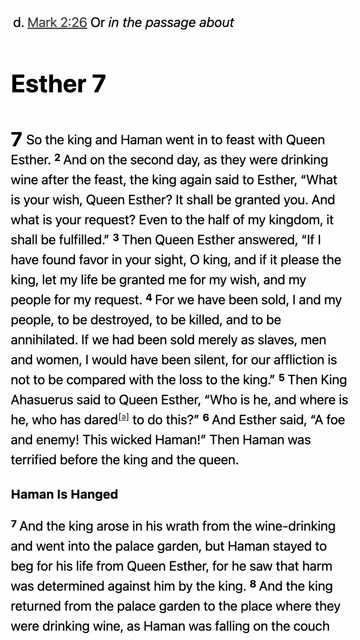 d. Mark 2:26 Or in the passage about
Esther 7
7 So the king and Haman went in to feast with Queen
Esther. 2 And on the second day, as they were drinking
wine after the feast, the king again said to Esther, “What
is your wish, Queen Esther? It shall be granted you. And
what is your request? Even to the half of my kingdom, it
shall be fulfilled.” 3 Then Queen Esther answered, “If I
have found favor in your sight, O king, and if it please the
king, let my life be granted me for my wish, and my
people for my request. 4 For we have been sold, I and my
people, to be destroyed, to be killed, and to be
annihilated. If we had been sold merely as slaves, men
and women, I would have been silent, for our affliction is
not to be compared with the loss to the king.” 5 Then King
Ahasuerus said to Queen Esther, “Who is he, and where is
he, who has dared[a] to do this?” 6 And Esther said, “A foe
and enemy! This wicked Haman!” Then Haman was
terrified before the king and the queen.
Haman Is Hanged
7 And the king arose in his wrath from the wine-drinking
and went into the palace garden, but Haman stayed to
beg for his life from Queen Esther, for he saw that harm
was determined against him by the king. 8 And the king
returned from the palace garden to the place where they
were drinking wine, as Haman was falling on the couch